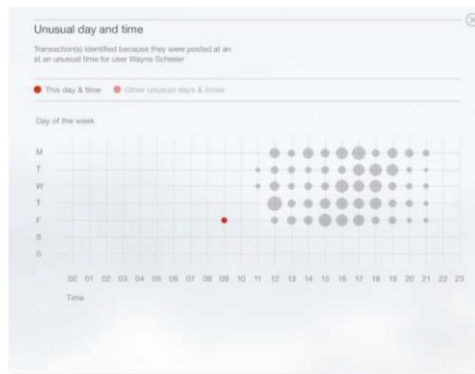 Unusual day and time
Transaction(s) identified because they were posted at an
at an unusual time for user Wayne Schreier
This day & time Other unusual days & times
Day of the week
M
T
W
T
F
S
S
00 01 02 03 04 05 06 07 08 09 10 11 12 13 14 15 16 17 18 19 20 21 22 23
Time